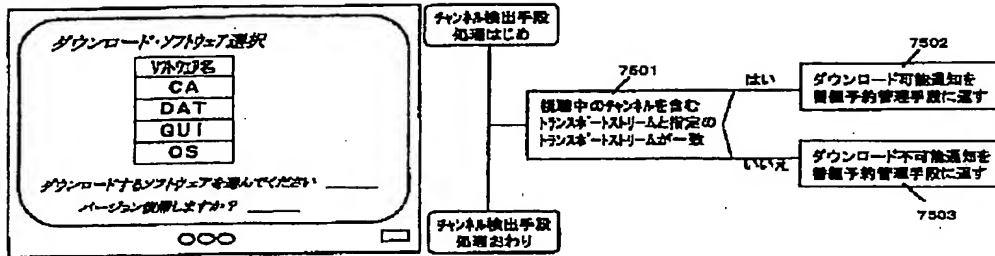 ダウンロード・ソフトウェア選択
ソフトウェア名
CA
DAT
GUI
OS
ダウンロードするソフトウェアを選んでください
バージョン復帰しますか?
チャンネル検出手段
処理はじめ
7501
視聴中のチャンネルを含む
トランスポートストリームと指定の
トランスポートストリームが一致
はい
7502
ダウンロード可能通知を
番組予約管理手段に返す
いいえ
ダウンロード不可能通知を
番組予約管理手段に返す
7503
チャンネル検出手段
処理おわり